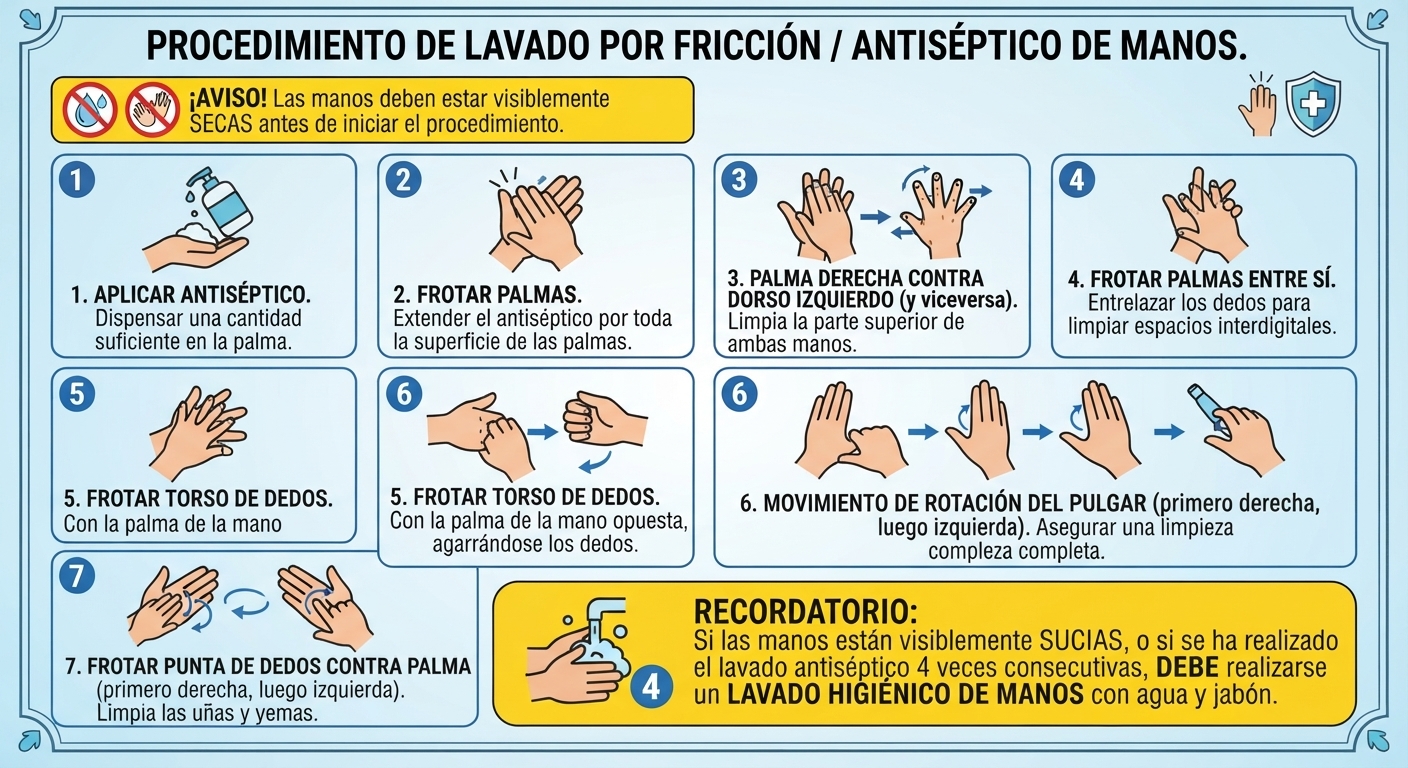 PROCEDIMIENTO DE LAVADO POR FRICCIÓN / ANTISÉPTICO DE MANOS.
¡AVISO! Las manos deben estar visiblemente
SECAS antes de iniciar el procedimiento.
1
1. APLICAR ANTISÉPTICO.
Dispensar una cantidad
suficiente en la palma.
2
2. FROTAR PALMAS.
Extender el antiséptico por toda
la superficie de las palmas.
3
3. PALMA DERECHA CONTRA
DORSO IZQUIERDO (y viceversa).
Limpia la parte superior de
ambas manos.
4
4. FROTAR PALMAS ENTRE SÍ.
Entrelazar los dedos para
limpiar espacios interdigitales.
5
5. FROTAR TORSO DE DEDOS.
Con la palma de la mano
6
5. FROTAR TORSO DE DEDOS.
Con la palma de la mano opuesta,
agarrándose los dedos.
6
6. MOVIMIENTO DE ROTACIÓN DEL PULGAR (primero derecha,
luego izquierda). Asegurar una limpieza
compleza completa.
7
7. FROTAR PUNTA DE DEDOS CONTRA PALMA
(primero derecha, luego izquierda).
Limpia las uñas y yemas.
4
RECORDATORIO:
Si las manos están visiblemente SUCIAS, o si se ha realizado
el lavado antiséptico 4 veces consecutivas, DEBE realizarse
un LAVADO HIGIÉNICO DE MANOS con agua y jabón.